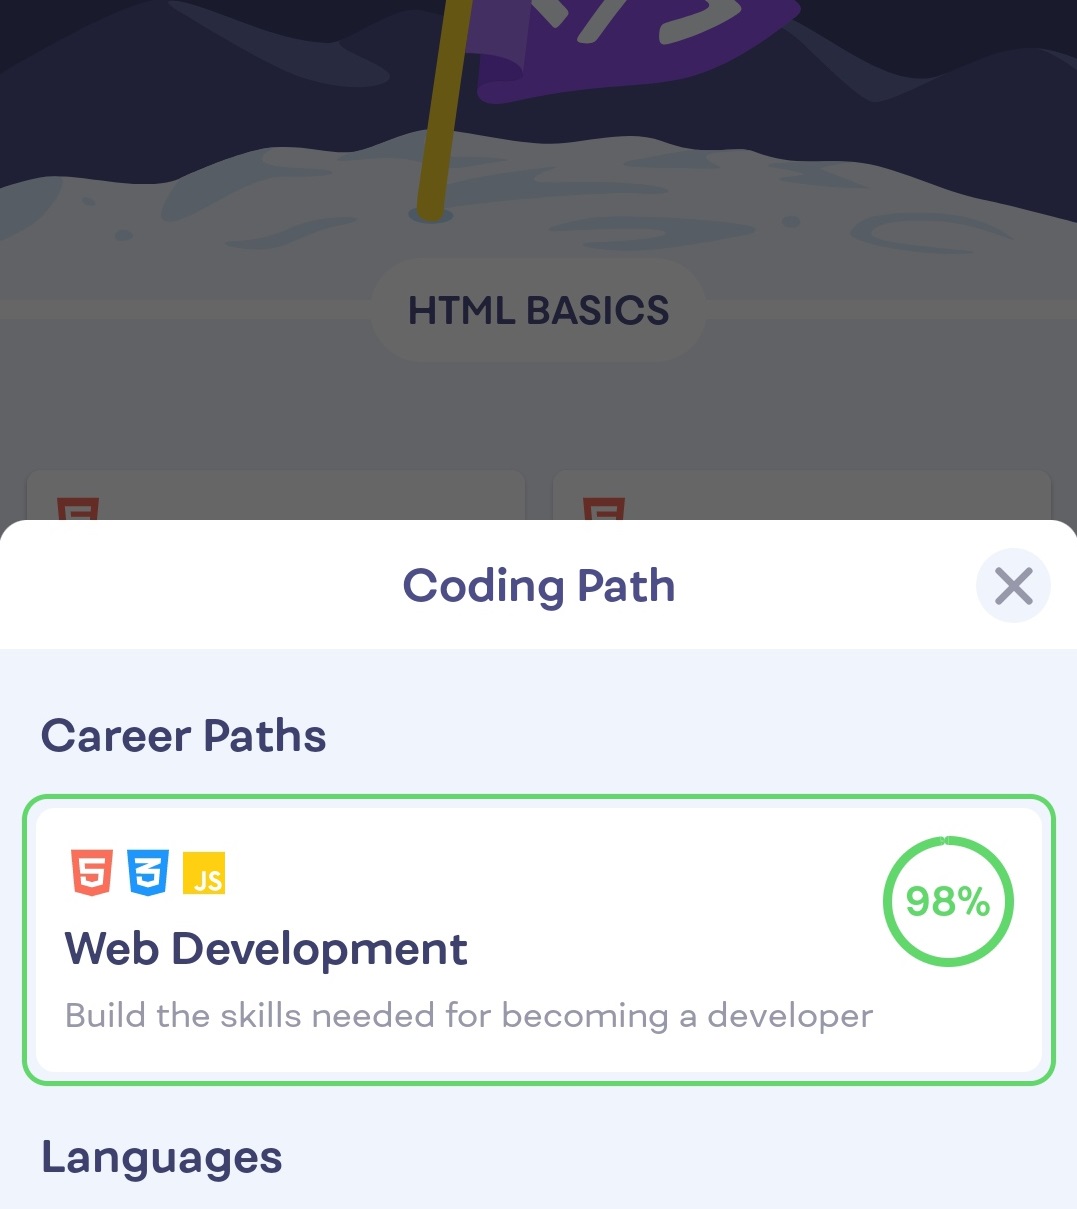 HTML BASICS
Coding Path
Career Paths
JS
98%
Web Development
Build the skills needed for becoming a developer
Languages